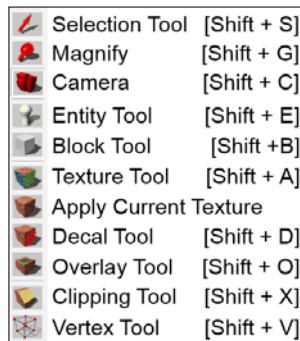 Selection Tool [Shift + S]
Magnify [Shift + G]
Camera [Shift + C]
Entity Tool [Shift + E]
Block Tool [Shift +B]
Texture Tool [Shift + A]
Apply Current Texture
Decal Tool [Shift + D]
Overlay Tool [Shift + O]
Clipping Tool [Shift + X]
Vertex Tool [Shift + V]